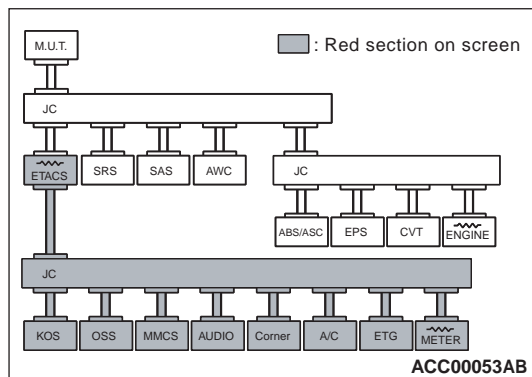 M.U.T.
: Red section on screen
JC
ETACS
SRS
SAS
AWC
JC
ABS/ASC
EPS
CVT
ENGINE
JC
KOS
OSS
MMCS
AUDIO
Corner
A/C
ETG
METER
ACC00053AB